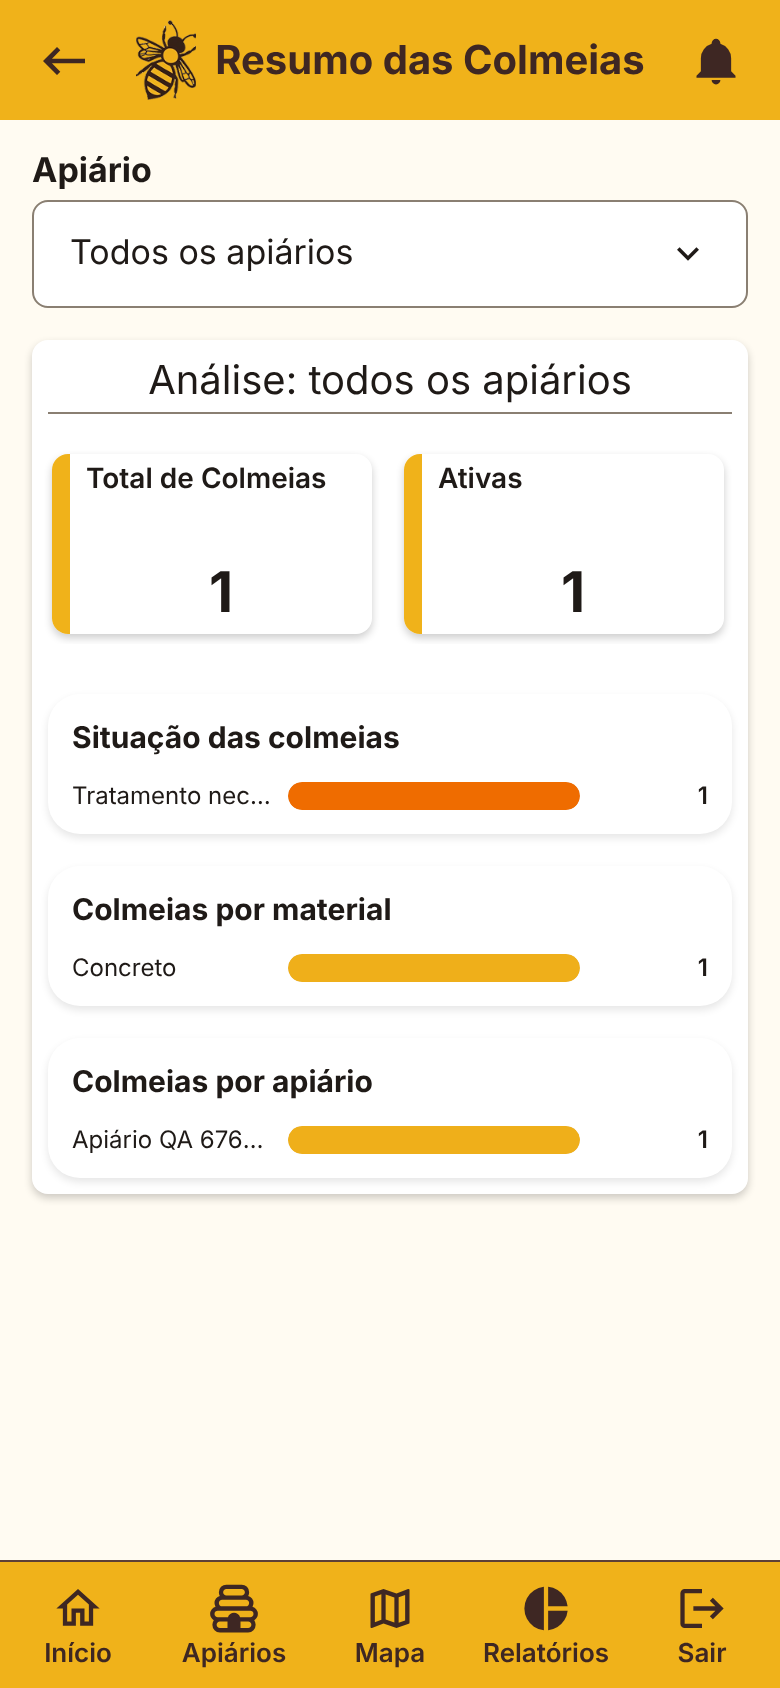 Resumo das Colmeias
Apiário
Todos os apiários
Análise: todos os apiários
Total de Colmeias
1
Ativas
1
Situação das colmeias
Tratamento nec... 1
Colmeias por material
Concreto 1
Colmeias por apiário
Apiário QA 676... 1
Início Apiários Mapa Relatórios Sair